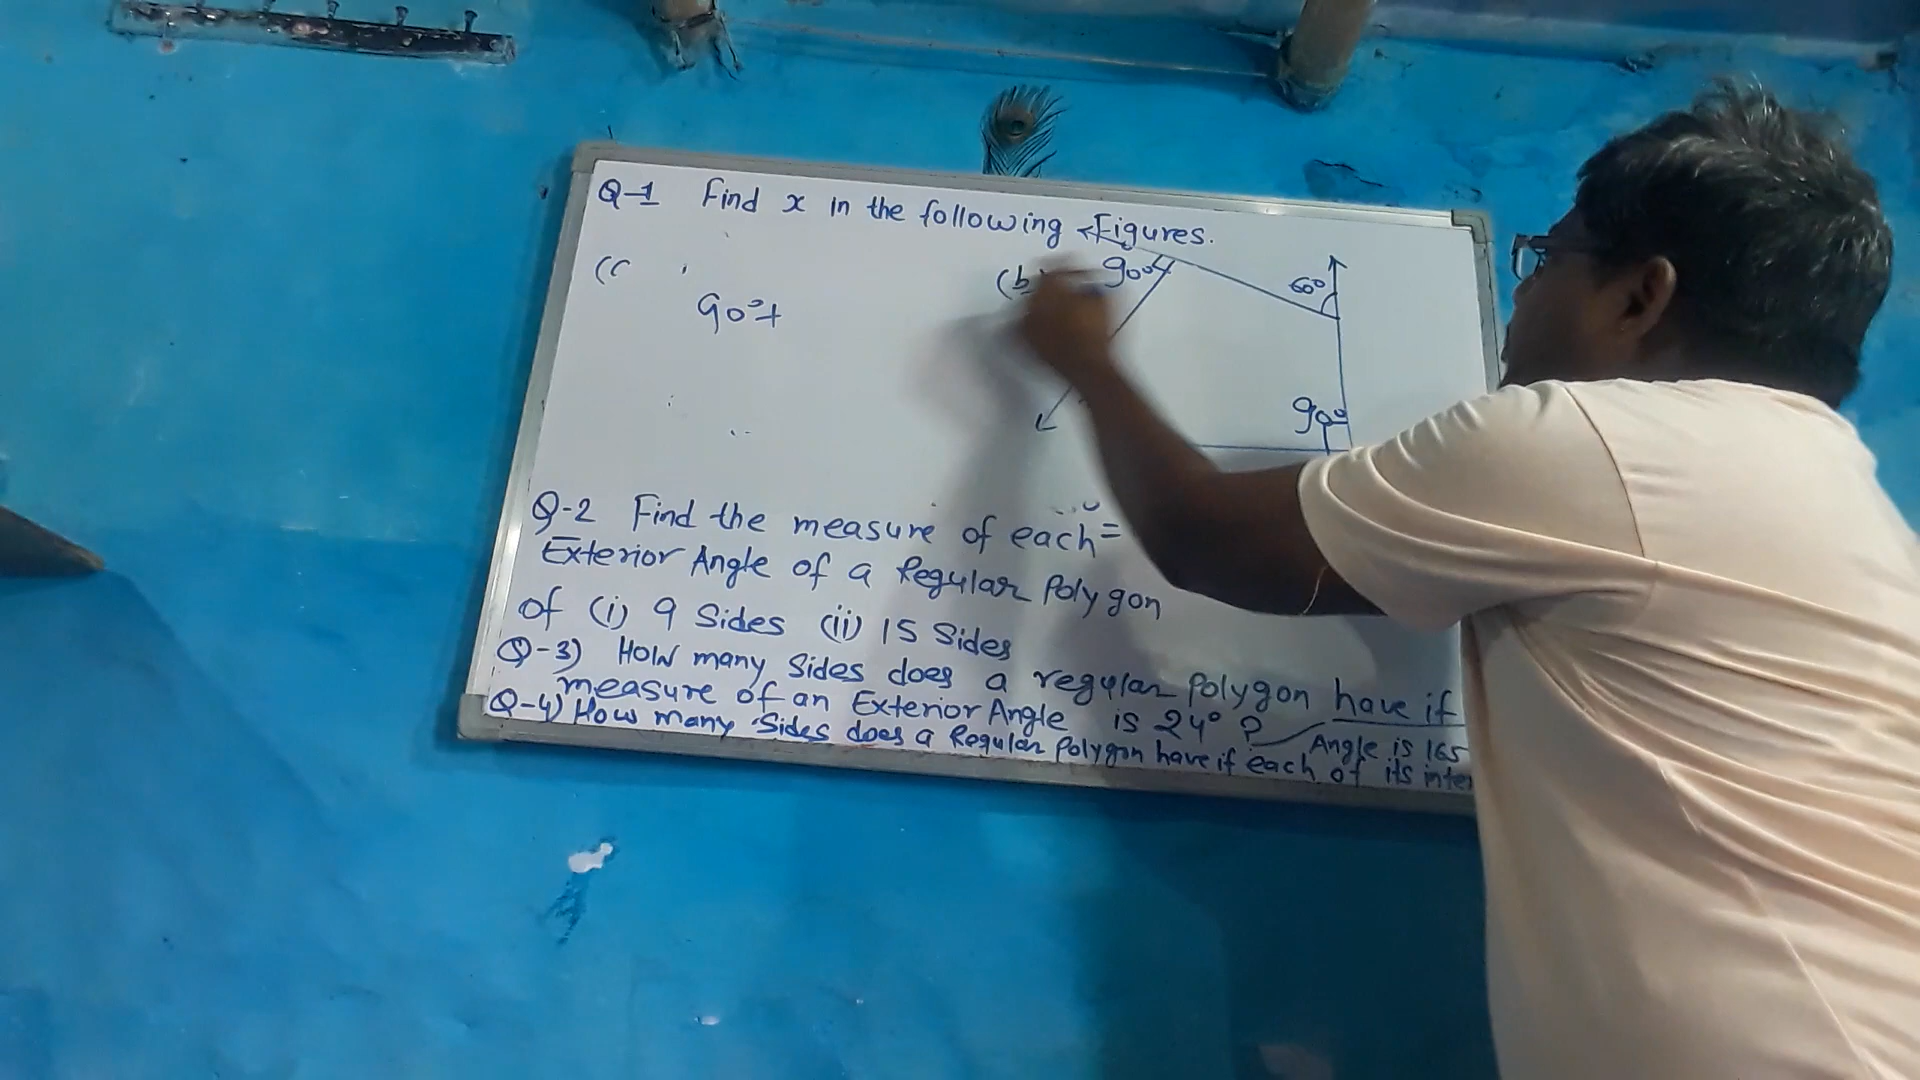 Q-1 Find x in the following Figures.
(b)
90°
60°
90°+
90°
Q-2 Find the measure of each =
Exterior Angle of a Regular Polygon
of (i) 9 Sides (ii) 15 Sides
Q-3) How many Sides does a regular Polygon have if
measure of an Exterior Angle is 24° ?
Angle is 165
Q-4) How many Sides does a Regular Polygon have if each of its inter